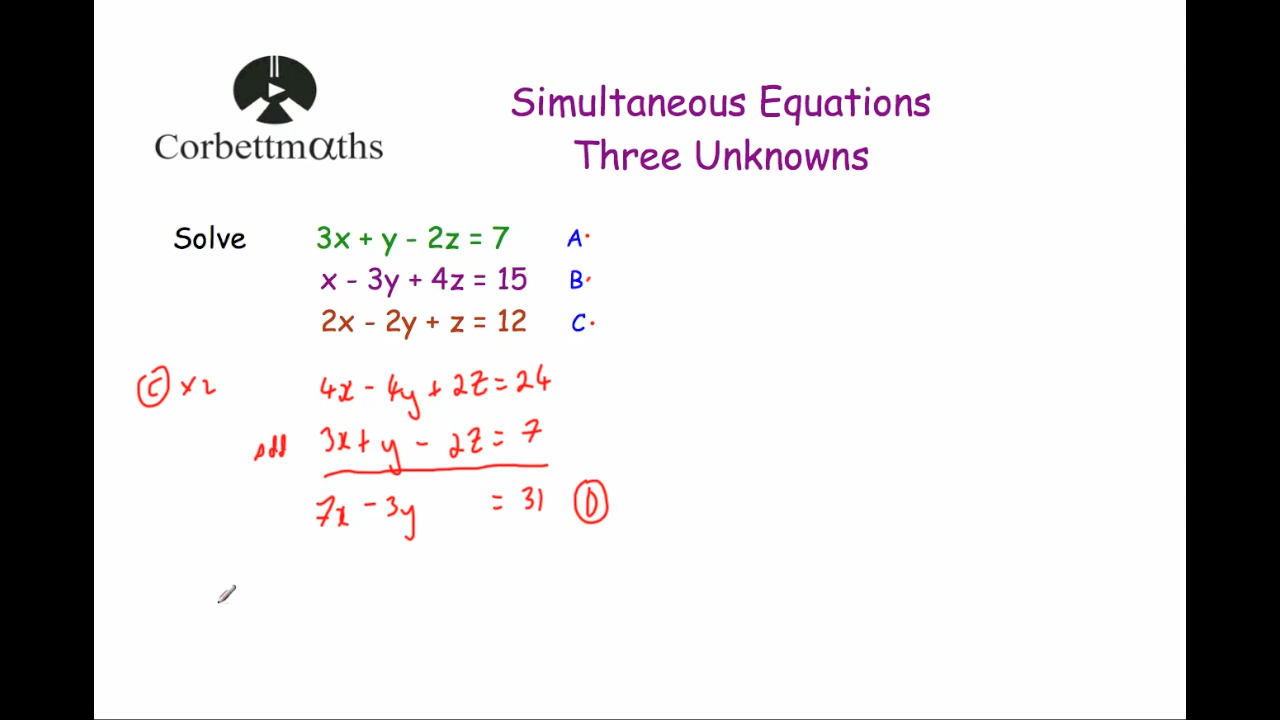 Corbettmαths
Simultaneous Equations
Three Unknowns
Solve 3x + y - 2z = 7 A
x - 3y + 4z = 15 B
2x - 2y + z = 12 C
C x 2 4x - 4y + 2z = 24
add 3x + y - 2z = 7
7x - 3y = 31 D